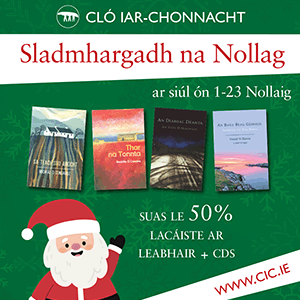 CLÓ IAR-CHONNACHT
Sladmhargadh na Nollag
ar siúl ón 1-23 Nollaig
Thar
na Tonnta
An Diabhal Dearg
SUAS LE 50%
LACÁISTE AR
LEABHAIR + CDS
WWW.CIC.IE